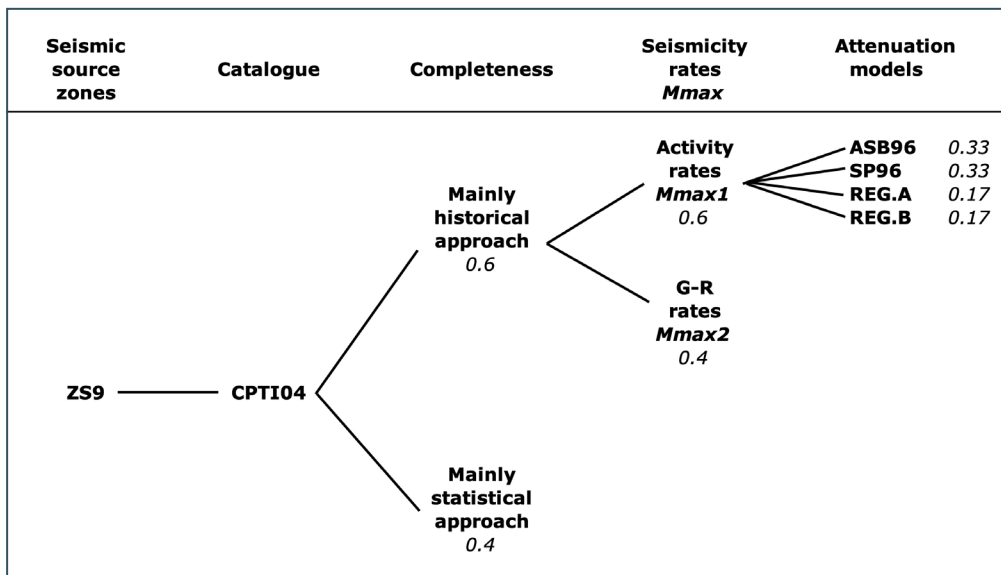 Seismic
source
zones
Catalogue
Completeness
Seismicity
rates
Mmax
Attenuation
models
ZS9
CPTI04
Mainly
historical
approach
0.6
Mainly
statistical
approach
0.4
Activity
rates
Mmax1
0.6
G-R
rates
Mmax2
0.4
ASB96 0.33
SP96 0.33
REG.A 0.17
REG.B 0.17